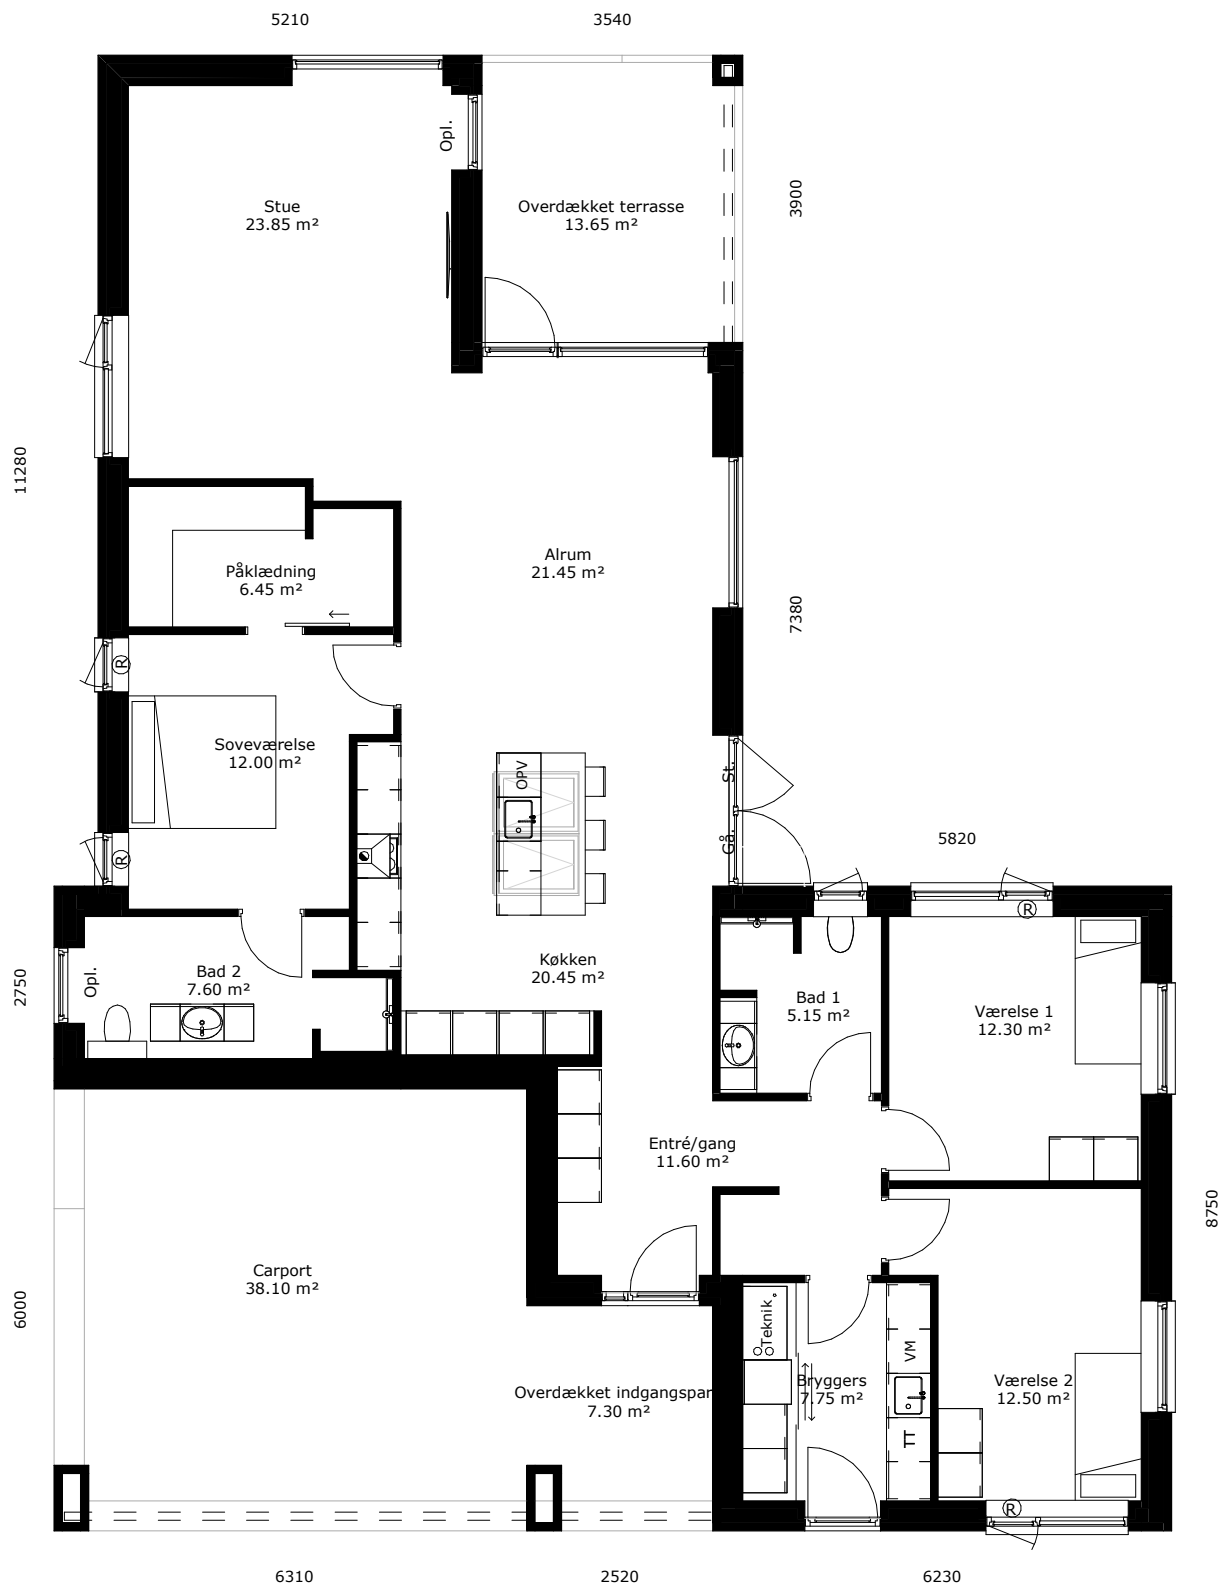 5210
3540
Opl.
Stue
23.85 m²
Overdækket terrasse
13.65 m²
3900
11280
Alrum
21.45 m²
Påklædning
6.45 m²
7380
R
Soveværelse
12.00 m²
OPV
St.
Gå.
5820
R
R
Køkken
20.45 m²
Bad 2
7.60 m²
Opl.
2750
Bad 1
5.15 m²
Værelse 1
12.30 m²
Entré/gang
11.60 m²
8750
Carport
38.10 m²
6000
Teknik
VM
Overdækket indgangspar
7.30 m²
Bryggers
7.75 m²
Værelse 2
12.50 m²
TT
R
6310
2520
6230